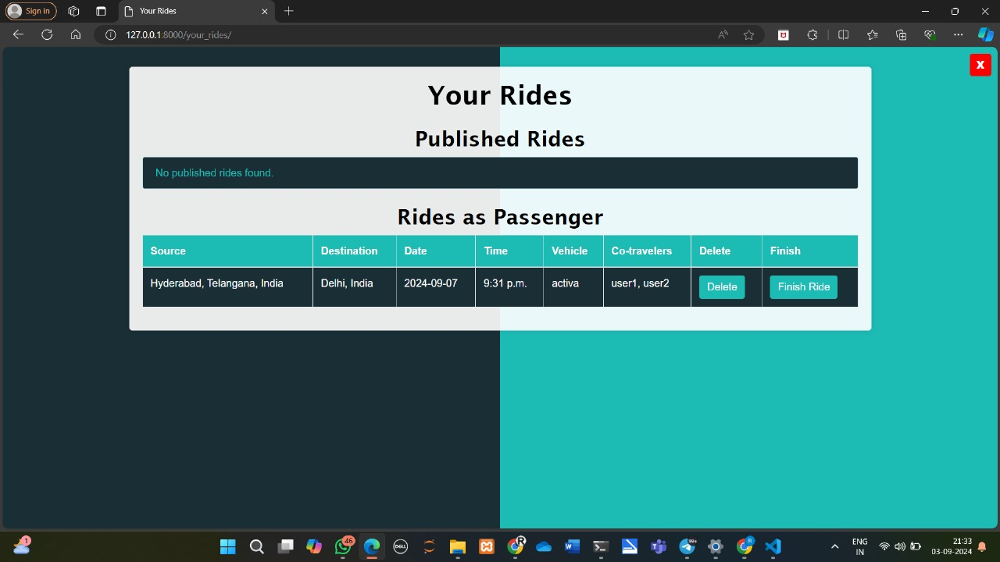 Sign in
Your Rides
127.0.0.1:8000/your_rides/
X
Your Rides
Published Rides
No published rides found.
Rides as Passenger
Source Destination Date Time Vehicle Co-travelers Delete Finish
Hyderabad, Telangana, India Delhi, India 2024-09-07 9:31 p.m. activa user1, user2 Delete Finish Ride
1 46 DELL R W 99+ R
ENG
IN
21:33
03-09-2024